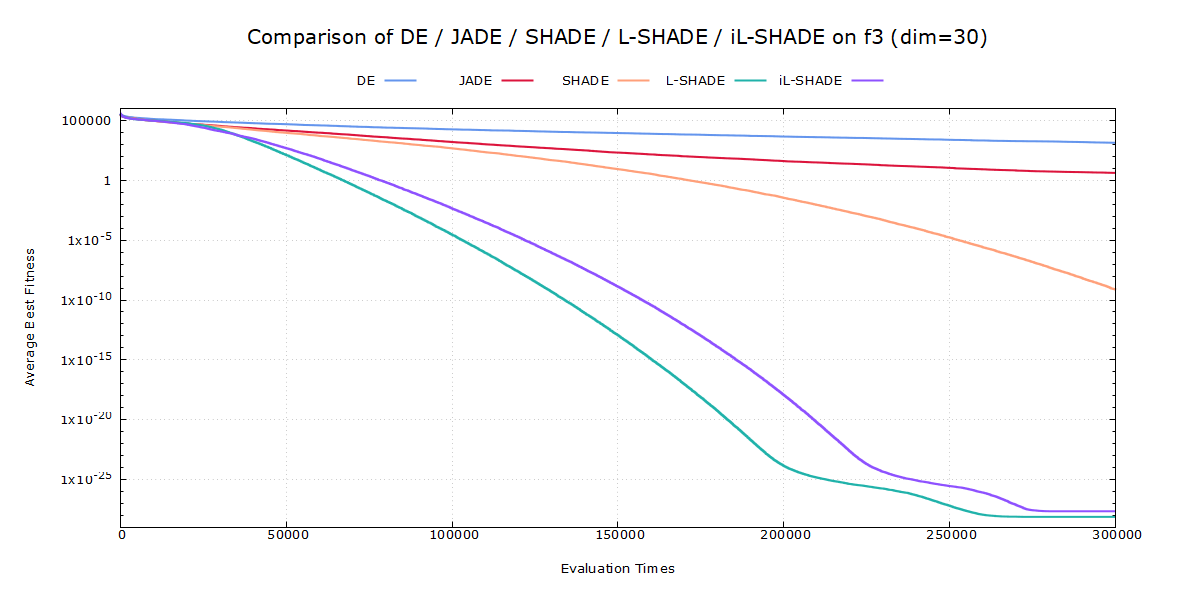 Comparison of DE / JADE / SHADE / L-SHADE / iL-SHADE on f3 (dim=30)
DE JADE SHADE L-SHADE iL-SHADE
Average Best Fitness
100000
1
1x10-5
1x10-10
1x10-15
1x10-20
1x10-25
0 50000 100000 150000 200000 250000 300000
Evaluation Times